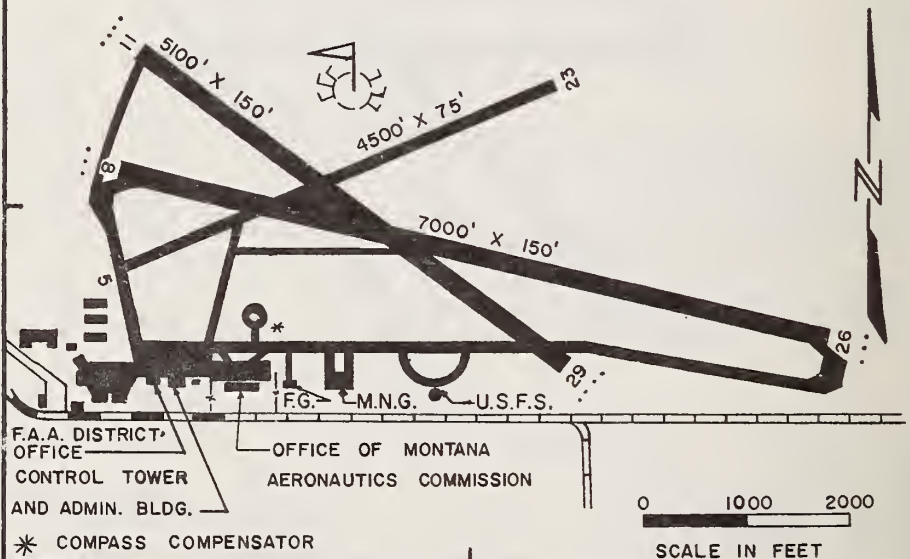 11
5100' X 150'
23
4500' X 75'
8
N
7000' X 150'
5
*
26
29
F.G.
M.N.G.
U.S.F.S.
F.A.A. DISTRICT
OFFICE
OFFICE OF MONTANA
AERONAUTICS COMMISSION
CONTROL TOWER
AND ADMIN. BLDG.
* COMPASS COMPENSATOR
0 1000 2000
SCALE IN FEET